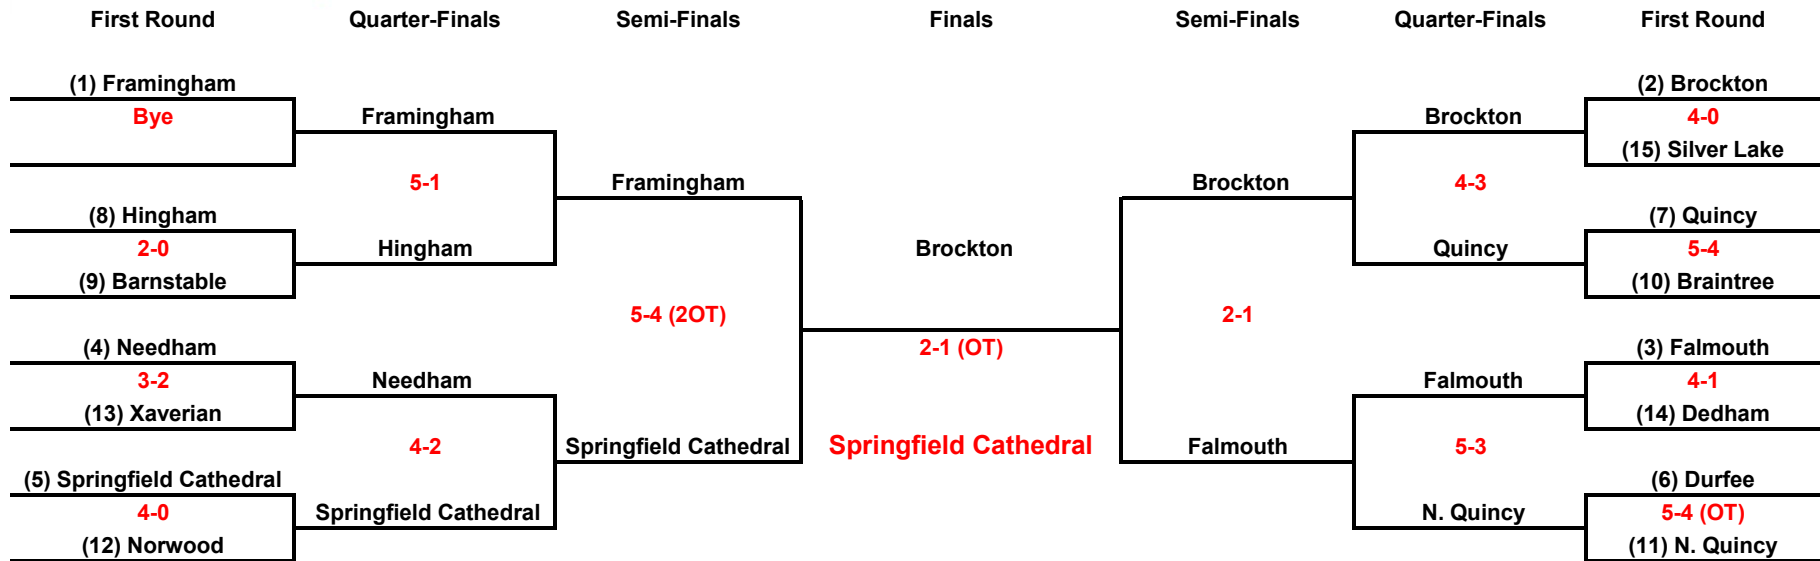 First Round Quarter-Finals Semi-Finals Finals Semi-Finals Quarter-Finals First Round
(1) Framingham (2) Brockton
Bye Framingham Brockton 4-0
(15) Silver Lake
5-1 Framingham Brockton 4-3
(8) Hingham (7) Quincy
2-0 Hingham Brockton Quincy 5-4
(9) Barnstable (10) Braintree
5-4 (2OT) 2-1
(4) Needham 2-1 (OT) (3) Falmouth
3-2 Needham Falmouth 4-1
(13) Xaverian (14) Dedham
4-2 Springfield Cathedral Springfield Cathedral Falmouth 5-3
(5) Springfield Cathedral (6) Durfee
4-0 Springfield Cathedral N. Quincy 5-4 (OT)
(12) Norwood (11) N. Quincy